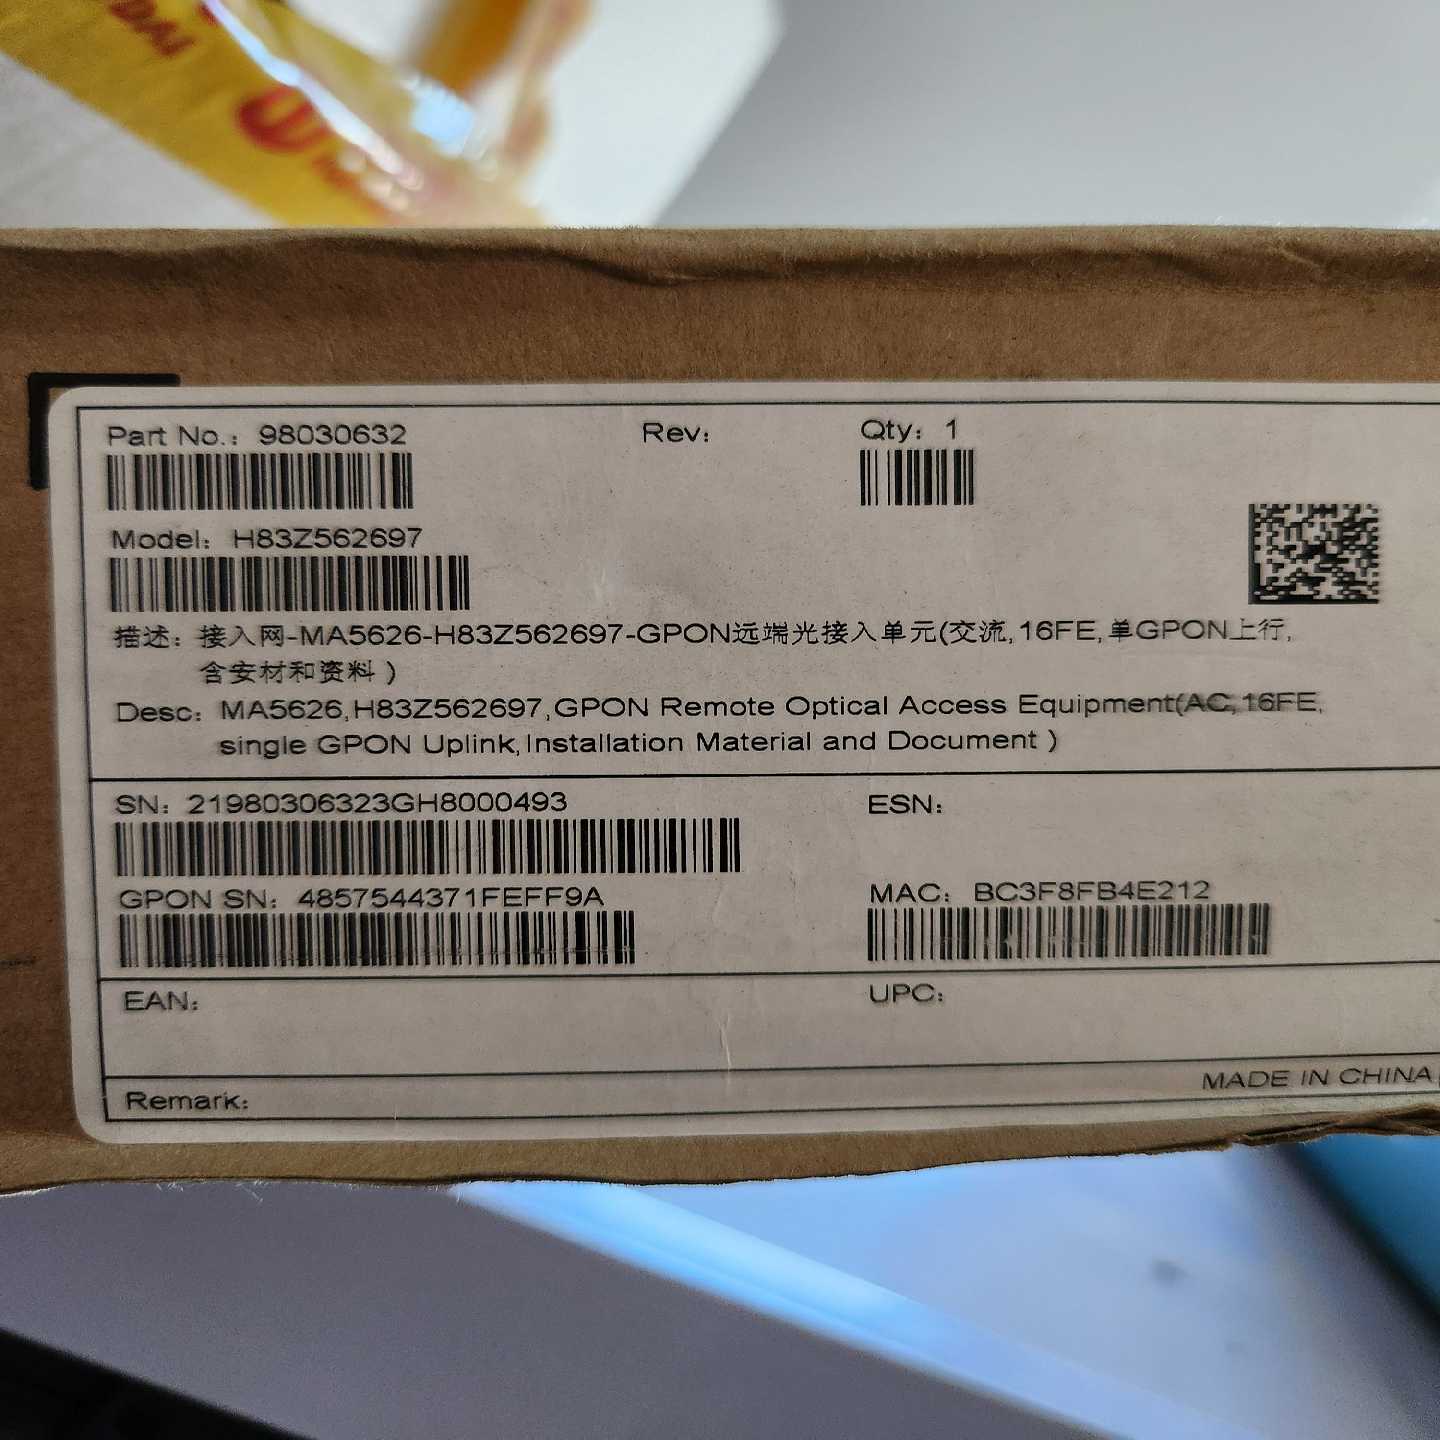 DAI
Part No.: 98030632
Rev:
Qty: 1
Model: H83Z562697
描述: 接入网-MA5626-H83Z562697-GPON远端光接入单元(交流,16FE,单GPON上行,
含安材和资料 )
Desc: MA5626,H83Z562697,GPON Remote Optical Access Equipment(AC,16FE,
single GPON Uplink,Installation Material and Document )
SN: 21980306323GH8000493
ESN:
GPON SN: 4857544371FEFF9A
MAC: BC3F8FB4E212
EAN:
UPC:
MADE IN CHINA
Remark: